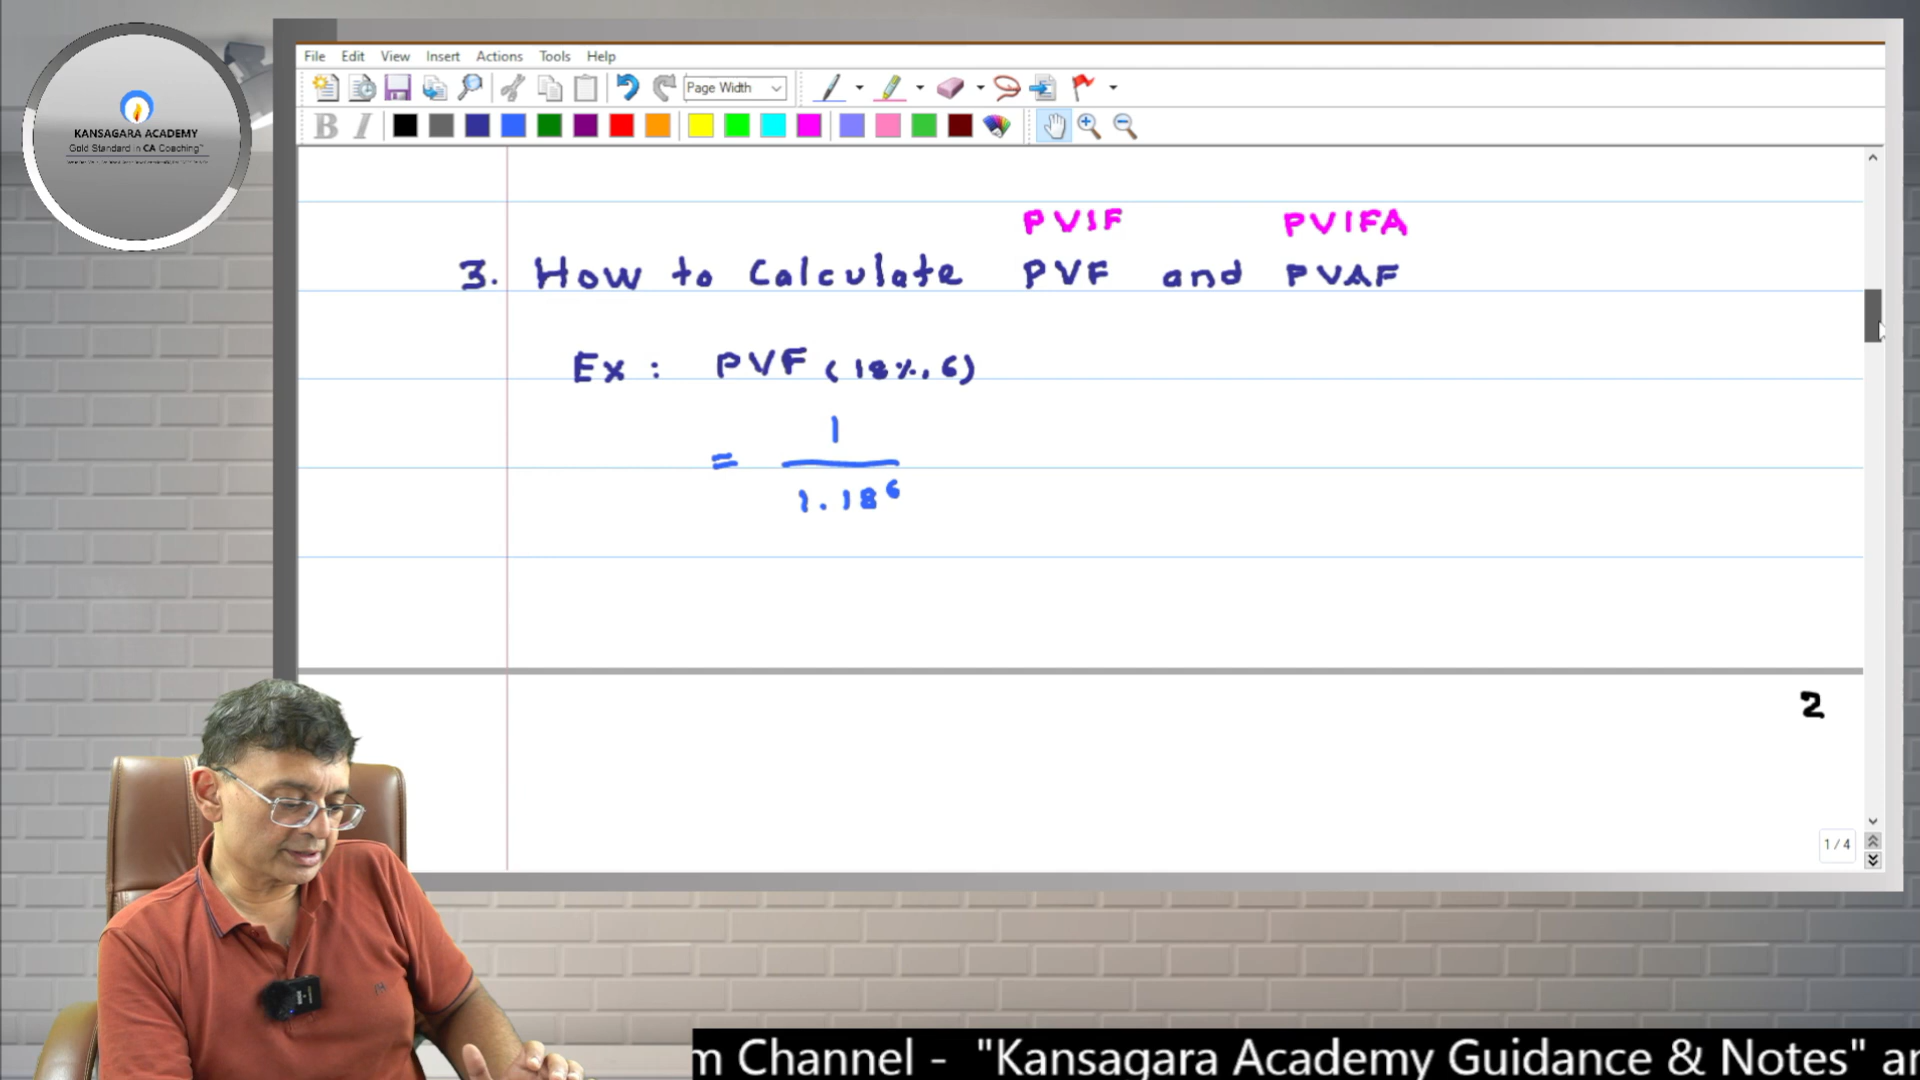 KANSAGARA ACADEMY
Gold Standard in CA Coaching™
File Edit View Insert Actions Tools Help
Page Width
B I
PVIF PVIFA
3. How to Calculate PVF and PVAF
Ex : PVF (18%, 6)
1
=
1.18⁶
2
1 / 4
m Channel - "Kansagara Academy Guidance & Notes" ar